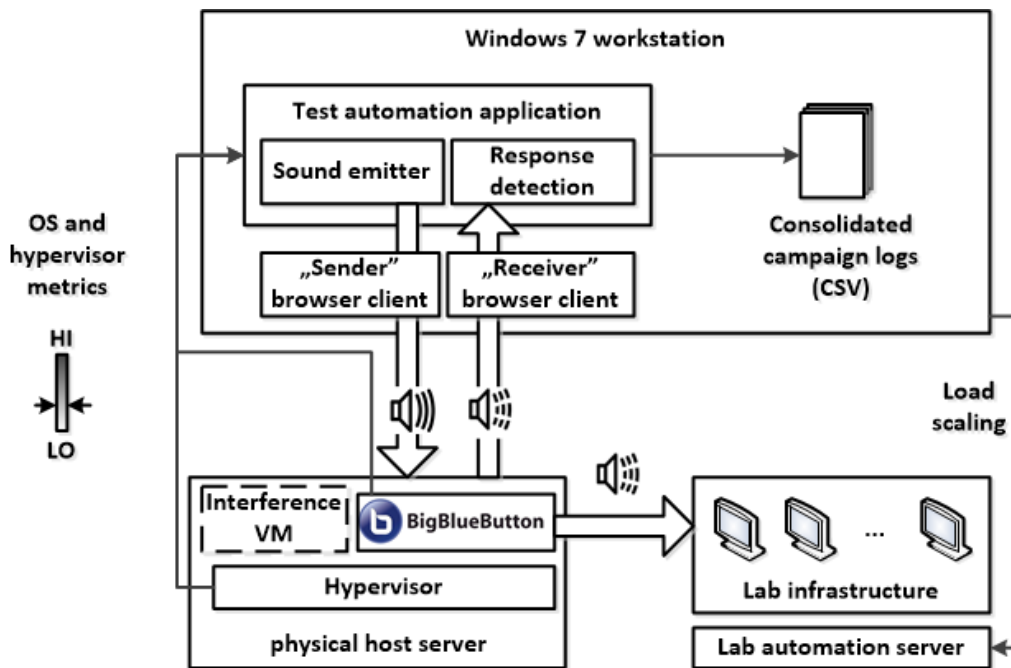 Windows 7 workstation
Test automation application
Sound emitter
Response
detection
OS and
hypervisor
metrics
HI
LO
„Sender”
browser client
„Receiver”
browser client
Consolidated
campaign logs
(CSV)
Load
scaling
Interference
VM
b BigBlueButton
Hypervisor
physical host server
...
Lab infrastructure
Lab automation server